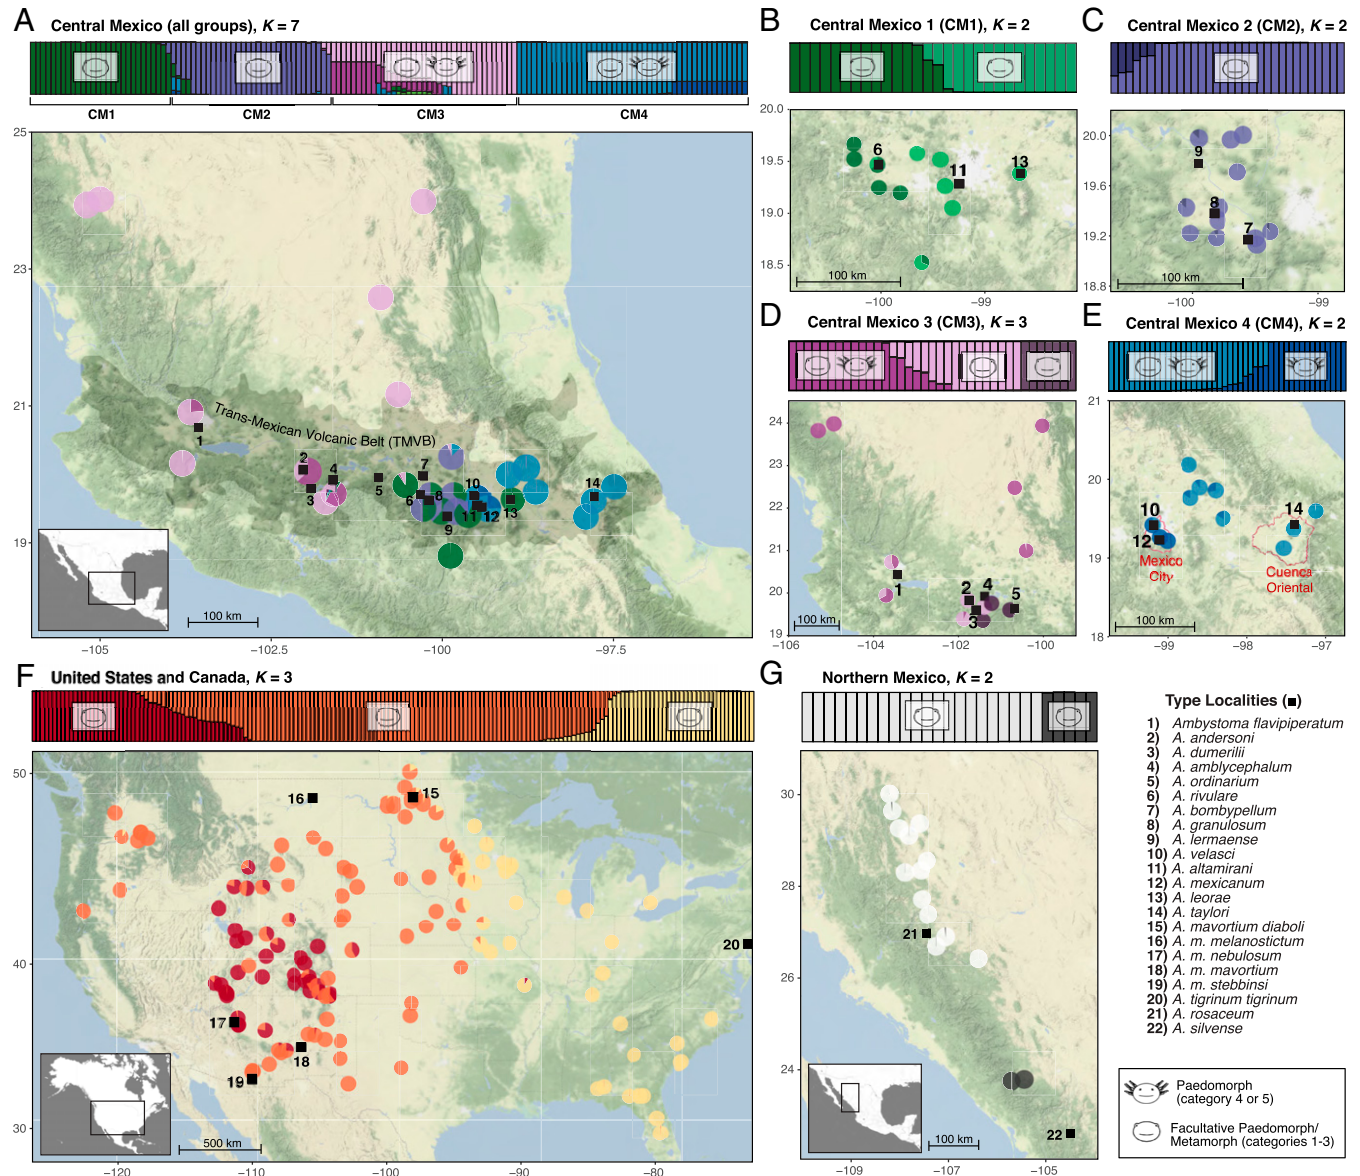 A
Central Mexico (all groups), K = 7
CM1
CM2
CM3
CM4
25
23
21
19
Trans-Mexican Volcanic Belt (TMVB)
1
2
3
4
5
6
7
8
9
10
11
12
13
14
100 km
−105
−102.5
−100
−97.5
B
Central Mexico 1 (CM1), K = 2
20.0
19.5
19.0
18.5
6
11
13
100 km
−100
−99
C
Central Mexico 2 (CM2), K = 2
20.0
19.6
19.2
18.8
9
8
7
100 km
−100
−99
D
Central Mexico 3 (CM3), K = 3
24
23
22
21
20
19
1
2
3
4
5
100 km
−106
−104
−102
−100
E
Central Mexico 4 (CM4), K = 2
21
20
19
18
10
12
14
Mexico
City
Cuenca
Oriental
100 km
−99
−98
−97
F
United States and Canada, K = 3
50
40
30
15
16
17
18
19
20
500 km
−120
−110
−100
−90
−80
G
Northern Mexico, K = 2
30
28
26
24
21
22
100 km
−109
−107
−105
Type Localities (■)
1) Ambystoma flavipiperatum
2) A. andersoni
3) A. dumerilii
4) A. amblycephalum
5) A. ordinarium
6) A. rivulare
7) A. bombypellum
8) A. granulosum
9) A. lermaense
10) A. velasci
11) A. altamirani
12) A. mexicanum
13) A. leorae
14) A. taylori
15) A. mavortium diaboli
16) A. m. melanostictum
17) A. m. nebulosum
18) A. m. mavortium
19) A. m. stebbinsi
20) A. tigrinum tigrinum
21) A. rosaceum
22) A. silvense
Paedomorph
(category 4 or 5)
Facultative Paedomorph/
Metamorph (categories 1-3)